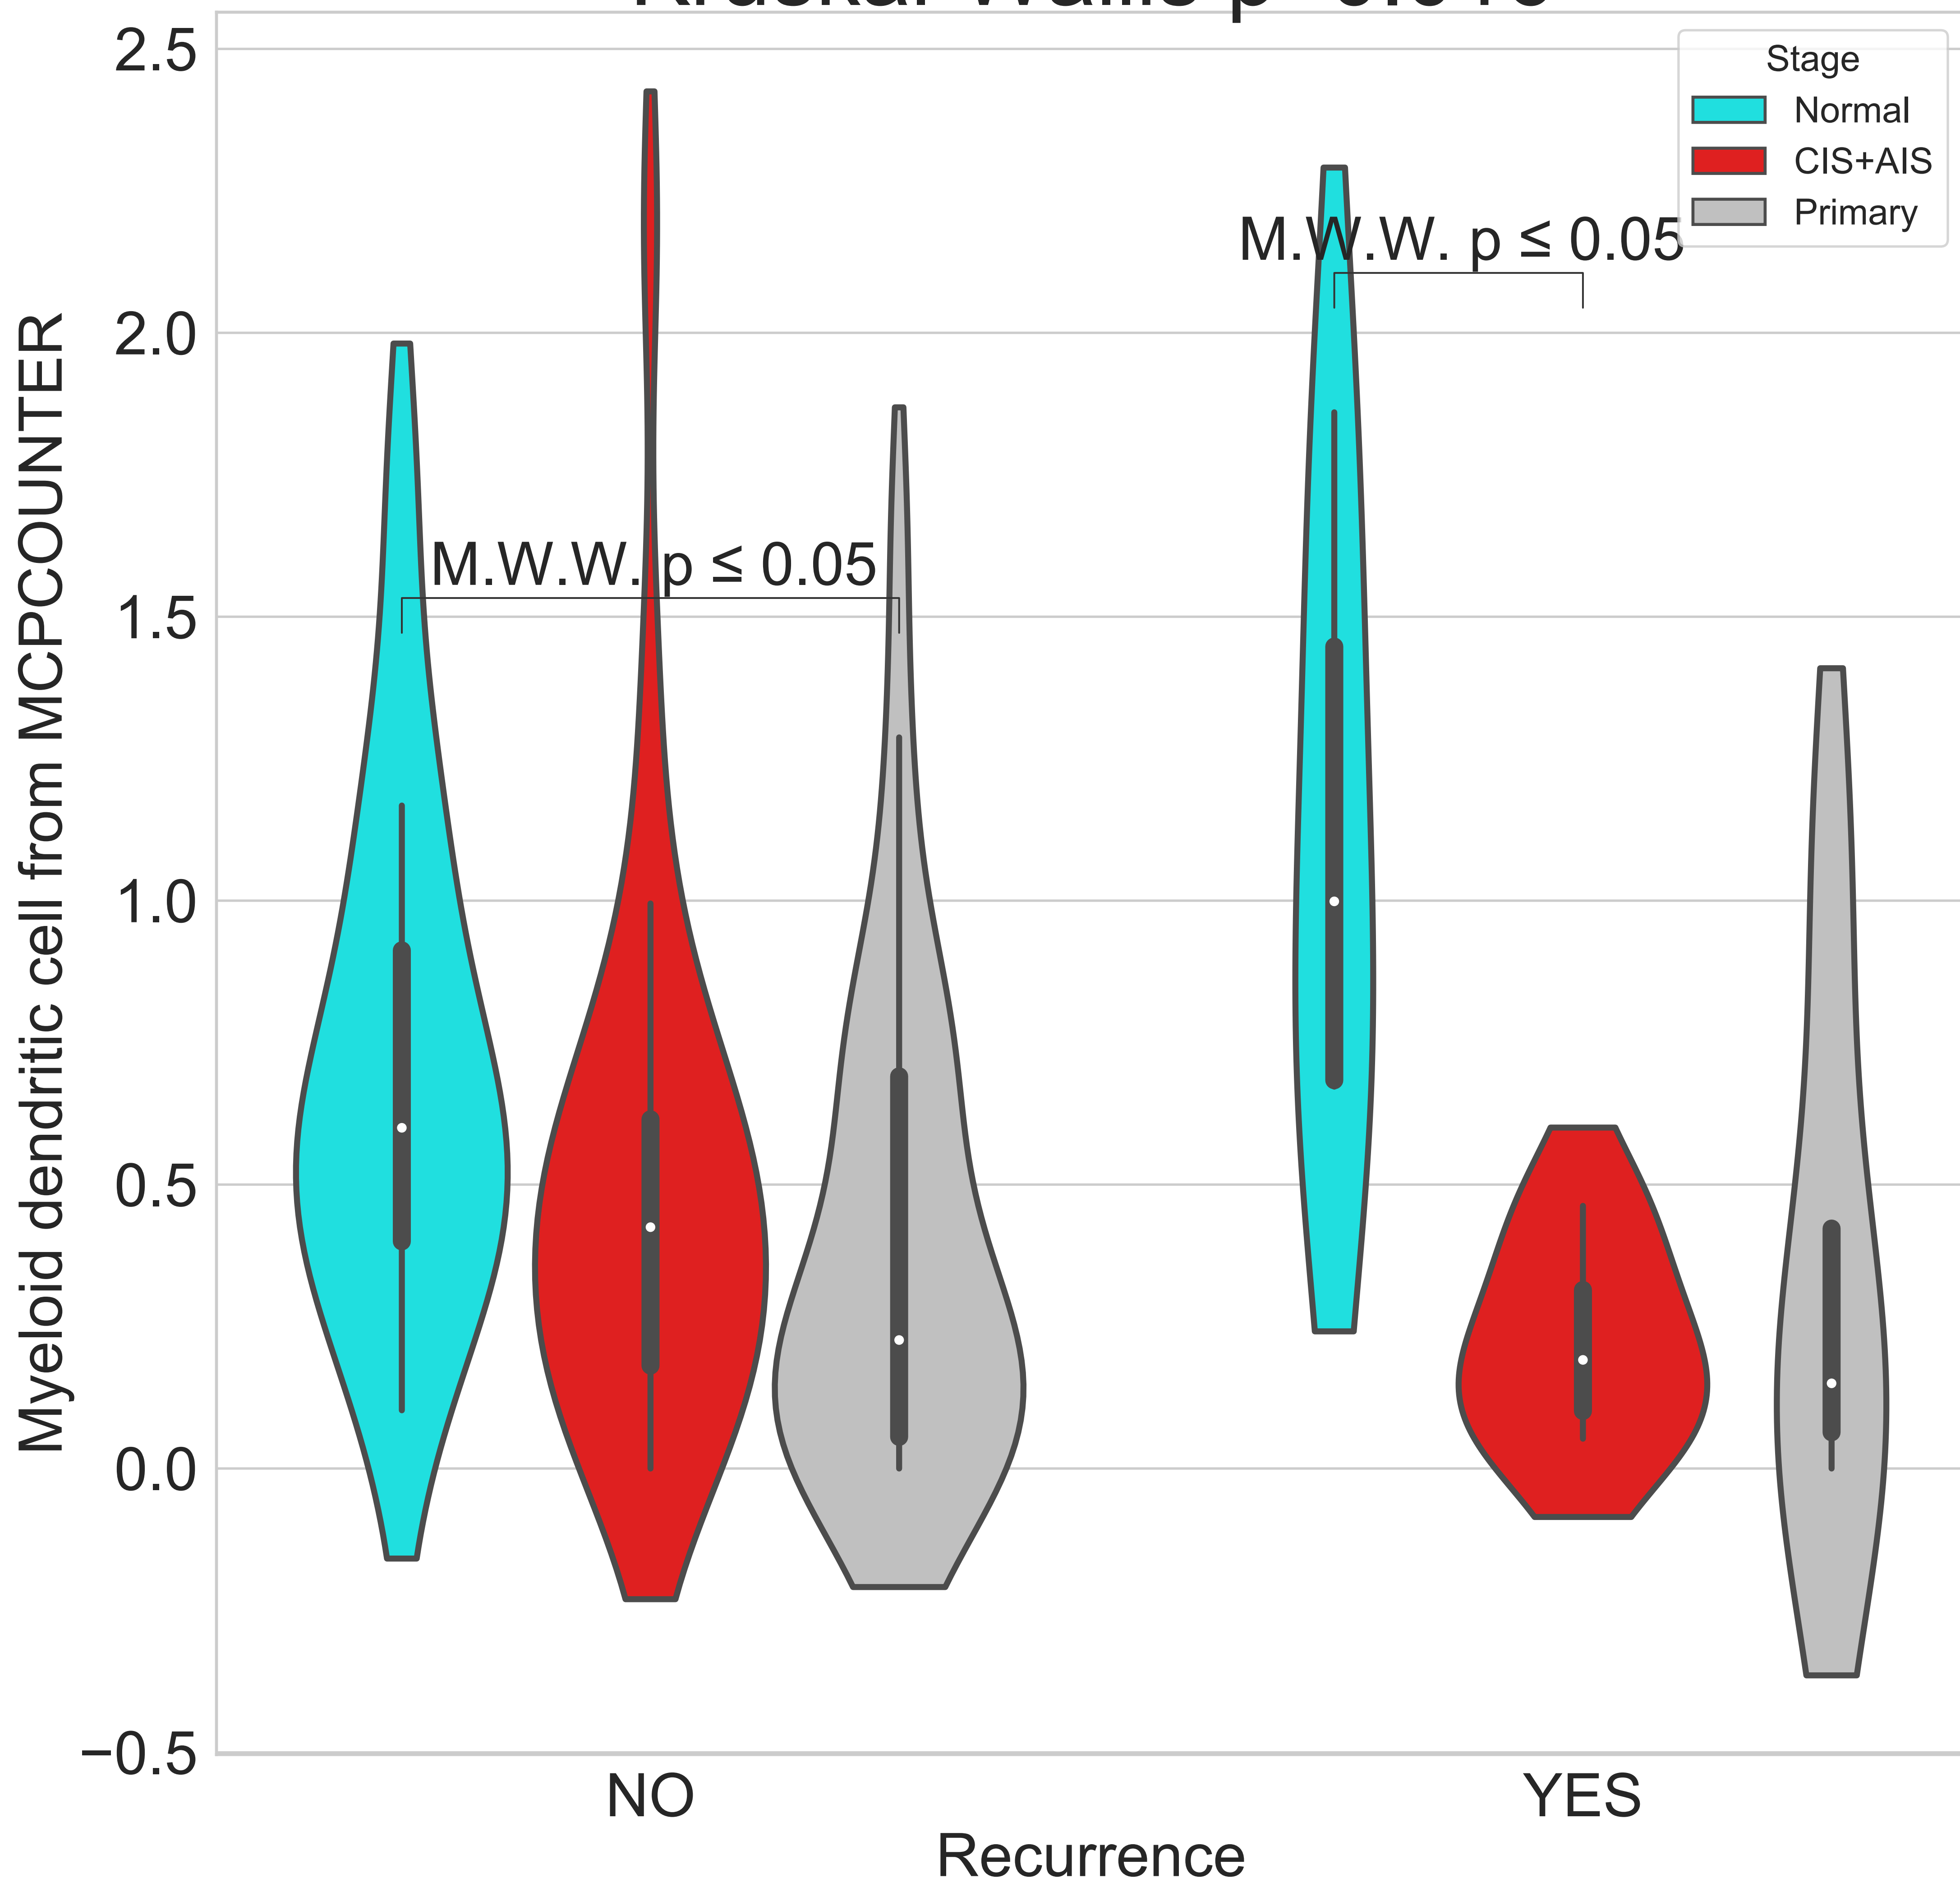 2.5
2.0
1.5
1.0
0.5
0.0
−0.5
Myeloid dendritic cell from MCPCOUNTER
Stage
Normal
CIS+AIS
Primary
M.W.W. p ≤ 0.05
M.W.W. p ≤ 0.05
NO
YES
Recurrence